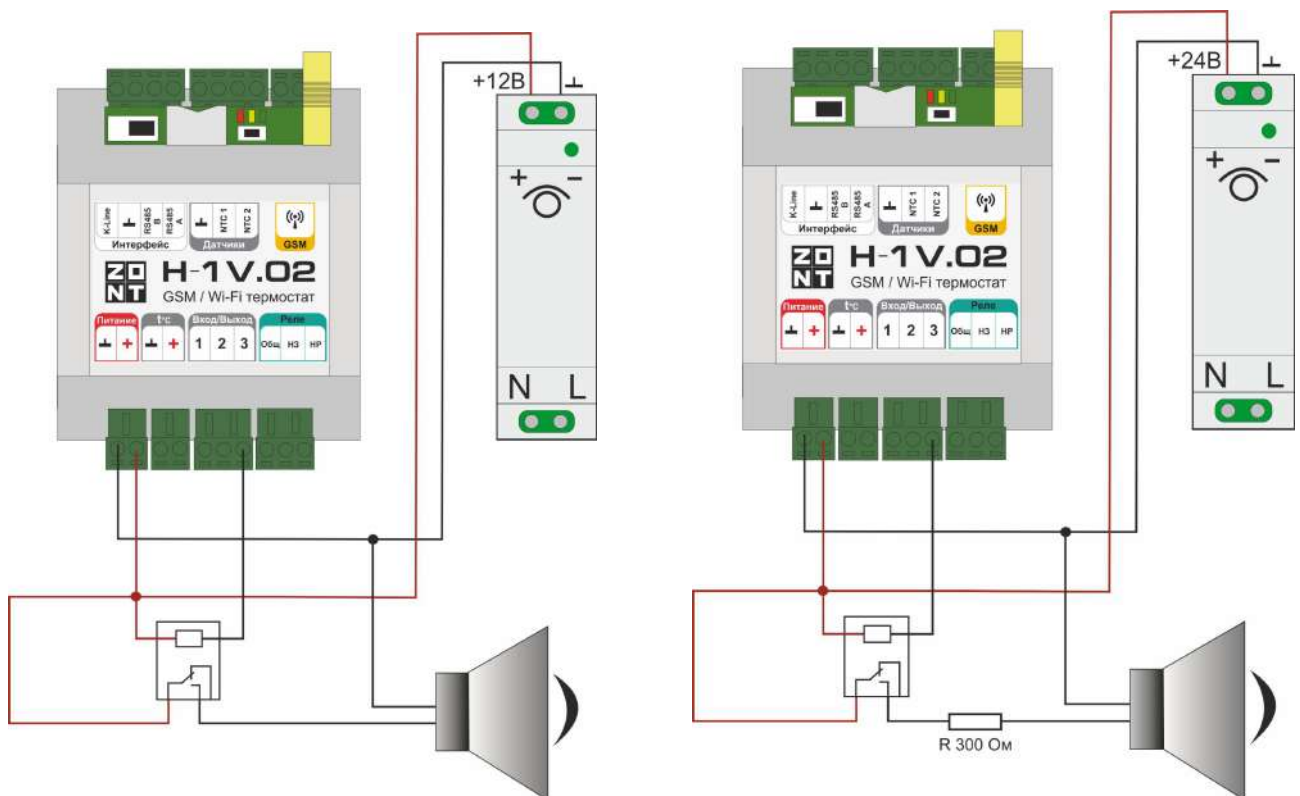 +12В
+ −
N L
K-Line
RS485 B
RS485 A
NTC 1
NTC 2
Интерфейс
Датчики
GSM
ZONT
H-1V.02
GSM / Wi-Fi термостат
Питание
t°C
Вход/Выход
Реле
+ + 1 2 3 Общ НЗ НР
+24В
+ −
N L
K-Line
RS485 B
RS485 A
NTC 1
NTC 2
Интерфейс
Датчики
GSM
ZONT
H-1V.02
GSM / Wi-Fi термостат
Питание
t°C
Вход/Выход
Реле
+ + 1 2 3 Общ НЗ НР
R 300 Ом